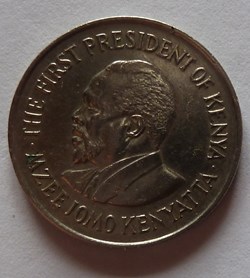 · THE FIRST PRESIDENT OF KENYA ·
MZEE JOMO KENYATTA